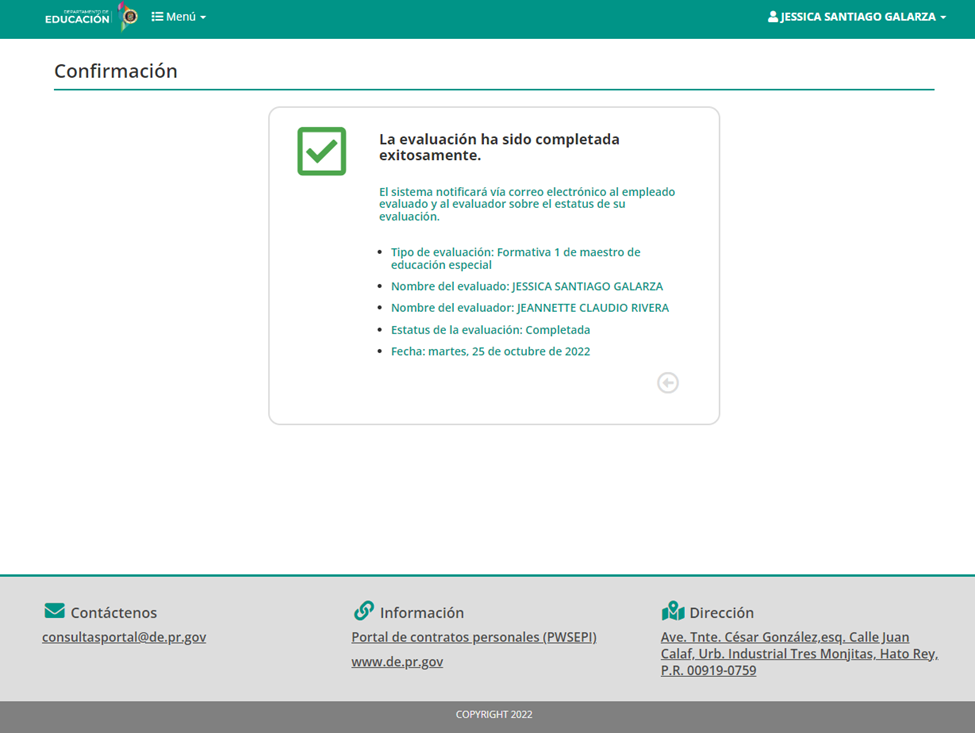 DEPARTAMENTO DE
EDUCACIÓN
Menú
JESSICA SANTIAGO GALARZA
Confirmación
La evaluación ha sido completada
exitosamente.
El sistema notificará vía correo electrónico al empleado
evaluado y al evaluador sobre el estatus de su
evaluación.
Tipo de evaluación: Formativa 1 de maestro de
educación especial
Nombre del evaluado: JESSICA SANTIAGO GALARZA
Nombre del evaluador: JEANNETTE CLAUDIO RIVERA
Estatus de la evaluación: Completada
Fecha: martes, 25 de octubre de 2022
Contáctenos
consultasportal@de.pr.gov
Información
Portal de contratos personales (PWSEPI)
www.de.pr.gov
Dirección
Ave. Tnte. César González,esq. Calle Juan
Calaf, Urb. Industrial Tres Monjitas, Hato Rey,
P.R. 00919-0759
COPYRIGHT 2022